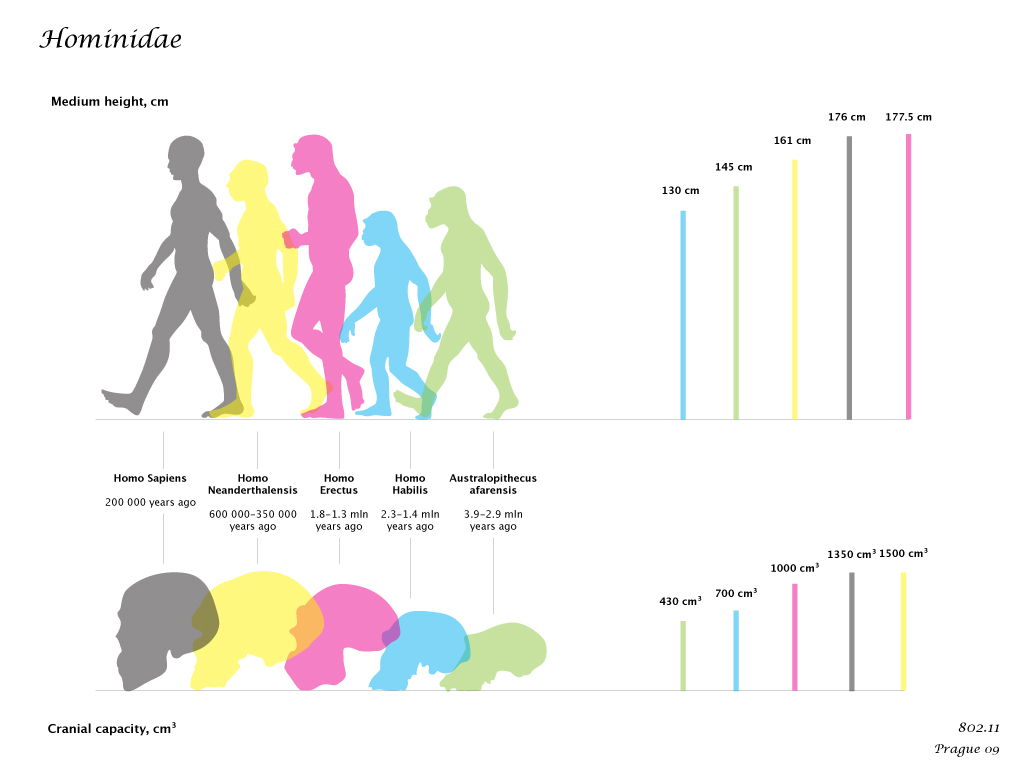 Hominidae
Medium height, cm
130 cm
145 cm
161 cm
176 cm
177.5 cm
Homo Sapiens
200 000 years ago
Homo
Neanderthalensis
600 000–350 000
years ago
Homo
Erectus
1.8–1.3 mln
years ago
Homo
Habilis
2.3–1.4 mln
years ago
Australopithecus
afarensis
3.9–2.9 mln
years ago
430 cm³
700 cm³
1000 cm³
1350 cm³
1500 cm³
Cranial capacity, cm³
802.11
Prague 09